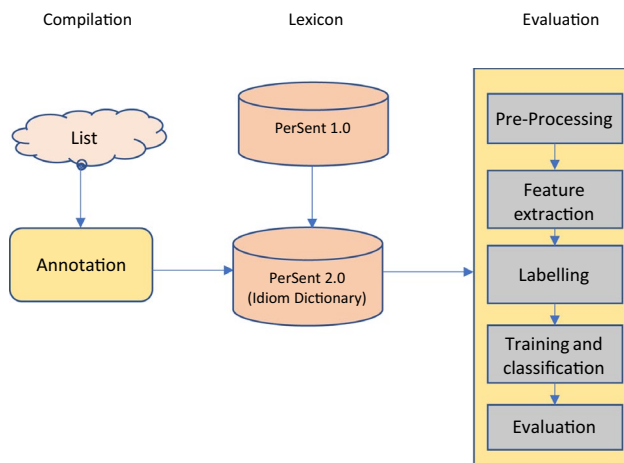 Compilation
Lexicon
Evaluation
List
Annotation
PerSent 1.0
PerSent 2.0
(Idiom Dictionary)
Pre-Processing
Feature
extraction
Labelling
Training and
classification
Evaluation